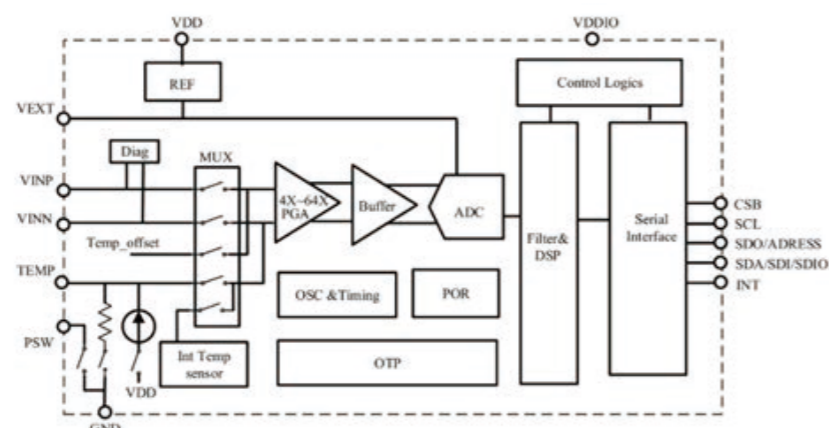 VDD
VDDIO
REF
Control Logics
VEXT
Diag
MUX
VINP
4X~64X
PGA
Buffer
ADC
CSB
VINN
Filter&
DSP
Serial
Interface
SCL
Temp_offset
SDO/ADRESS
TEMP
SDA/SDI/SDIO
OSC &Timing
POR
INT
PSW
Int Temp
sensor
OTP
VDD
GND